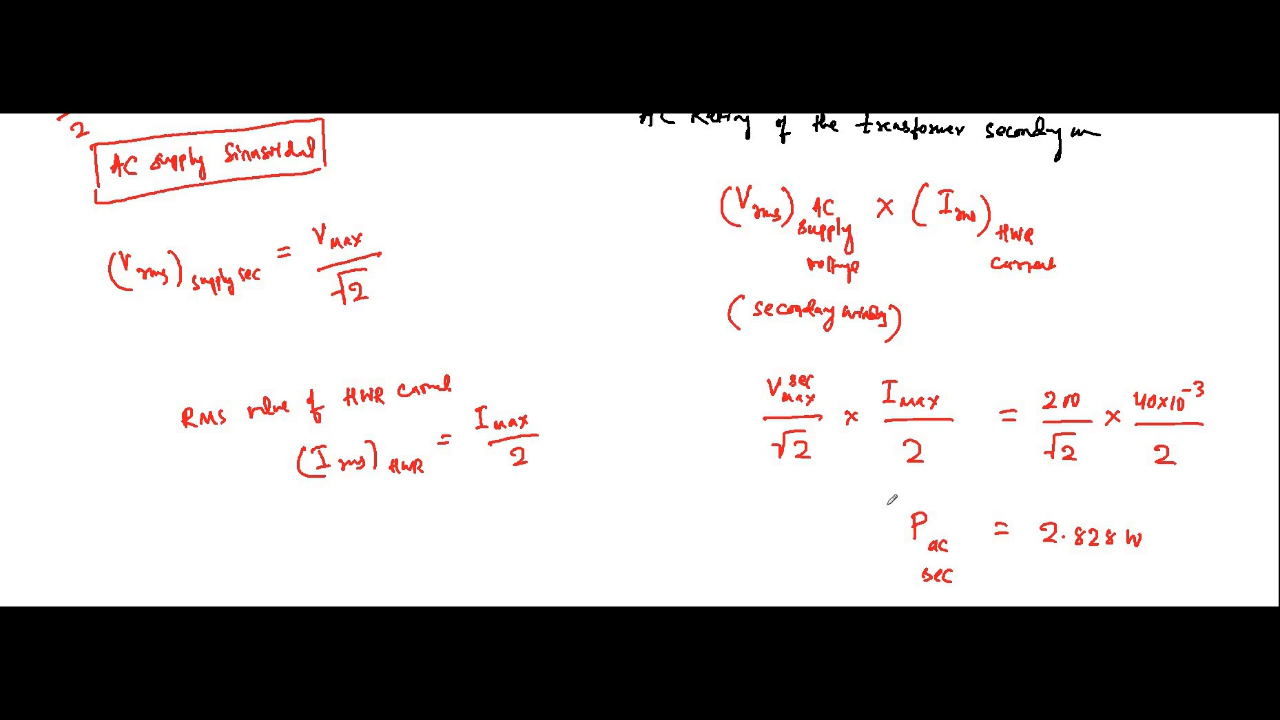 2
AC supply sinusoidal
(Vrms) supply sec = Vmax / √2
RMS value of HWR current
(Irms) HWR = Imax / 2
AC Rating of the transformer secondary
(Vrms) AC supply voltage × (Irms) HWR current
(secondary winding)
Vmax sec / √2 × Imax / 2 = 200 / √2 × 40×10⁻³ / 2
Pac sec = 2.828 W